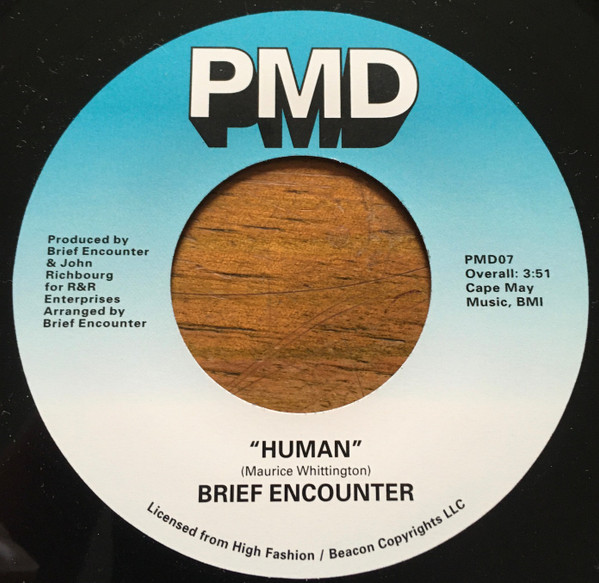 PMD
Produced by
Brief Encounter
& John
Richbourg
for R&R
Enterprises
Arranged by
Brief Encounter
PMD07
Overall: 3:51
Cape May
Music, BMI
"HUMAN"
(Maurice Whittington)
BRIEF ENCOUNTER
Licensed from High Fashion / Beacon Copyrights LLC